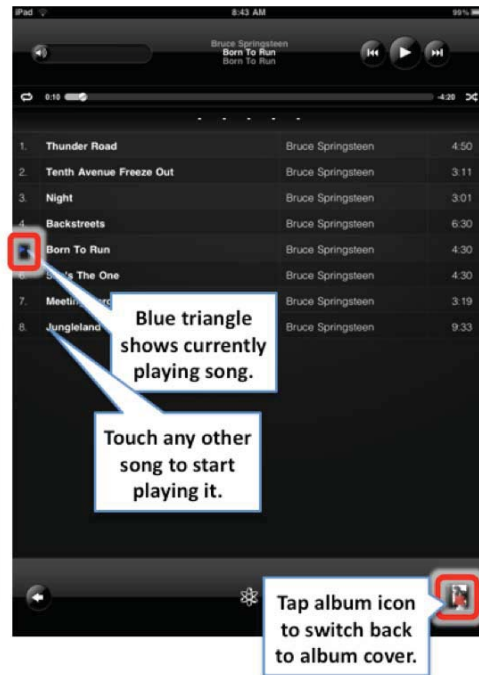 iPad 8:43 AM 99%
Bruce Springsteen
Born To Run
Born To Run
0:10 -4:20
1. Thunder Road Bruce Springsteen 4:50
2. Tenth Avenue Freeze Out Bruce Springsteen 3:11
3. Night Bruce Springsteen 3:01
4. Backstreets Bruce Springsteen 6:30
Born To Run Bruce Springsteen 4:30
6. The One Bruce Springsteen 4:30
7. Bruce Springsteen 3:19
8. Jungleland Bruce Springsteen 9:33
Blue triangle
shows currently
playing song.
Touch any other
song to start
playing it.
Tap album icon
to switch back
to album cover.